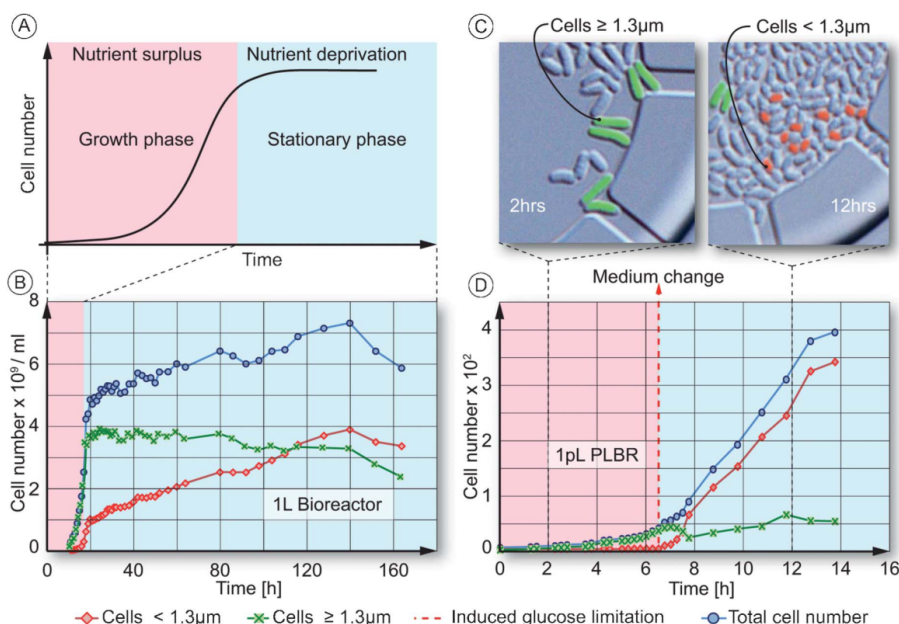 A
Nutrient surplus
Nutrient deprivation
Growth phase
Stationary phase
Cell number
Time
C
Cells ≥ 1.3µm
Cells < 1.3µm
2hrs
12hrs
B
8
6
4
2
0
Cell number x 10⁹ / ml
1L Bioreactor
0 40 80 120 160
Time [h]
Medium change
D
4
3
2
0
Cell number x 10²
1pL PLBR
0 2 4 6 8 10 12 14 16
Time [h]
Cells < 1.3µm
Cells ≥ 1.3µm
Induced glucose limitation
Total cell number